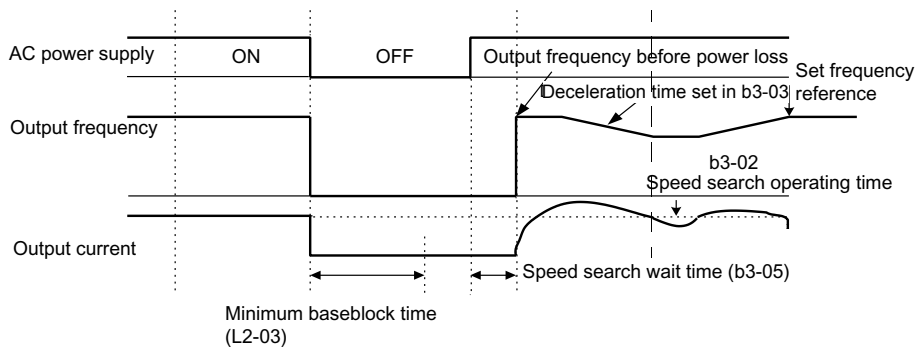 AC power supply
ON
OFF
Output frequency before power loss
Set frequency
reference
Deceleration time set in b3-03
Output frequency
b3-02
Speed search operating time
Output current
Speed search wait time (b3-05)
Minimum baseblock time
(L2-03)